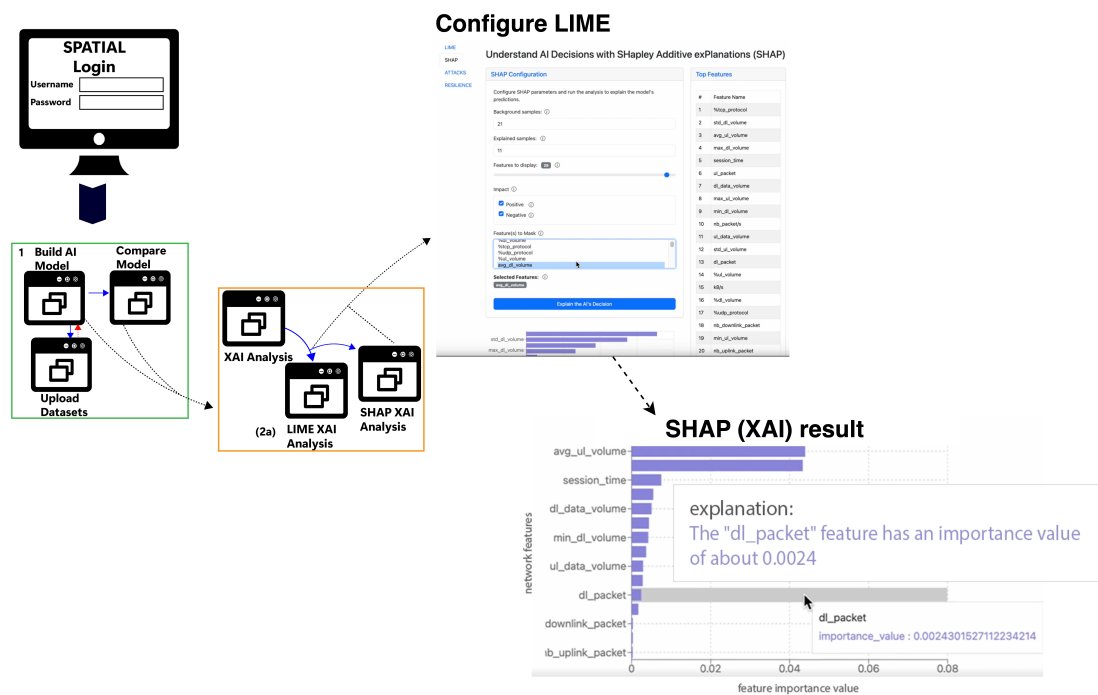 Configure LIME
SPATIAL
Login
Username
Password
1 Build AI
Model
Compare
Model
Upload
Datasets
XAI Analysis
(2a)
LIME XAI
Analysis
SHAP XAI
Analysis
LIME
SHAP
ATTACKS
RESILIENCE
Understand AI Decisions with SHapley Additive exPlanations (SHAP)
SHAP Configuration
Configure SHAP parameters and run the analysis to explain the model's
predictions.
Background samples:
21
Explained samples:
11
Features to display: 
Impact
Positive
Negative
Feature(s) to Mask
%tcp_protocol
%udp_protocol
%ul_volume
avg_dl_volume
Selected Features:
avg_dl_volume
Explain the AI's Decision
std_dl_volume
max_dl_volume
Top Features
# Feature Name
1 %tcp_protocol
2 std_dl_volume
3 avg_ul_volume
4 max_dl_volume
5 session_time
6 ul_packet
7 dl_data_volume
8 max_ul_volume
9 min_dl_volume
10 nb_packet/s
11 ul_data_volume
12 std_ul_volume
13 dl_packet
14 %ul_volume
15 kB/s
16 %dl_volume
17 %udp_protocol
18 nb_downlink_packet
19 min_ul_volume
20 nb_uplink_packet
SHAP (XAI) result
network features
avg_ul_volume
session_time
dl_data_volume
min_dl_volume
ul_data_volume
dl_packet
downlink_packet
nb_uplink_packet
explanation:
The "dl_packet" feature has an importance value
of about 0.0024
dl_packet
importance_value : 0.0024301527112234214
0 0.02 0.04 0.06 0.08
feature importance value